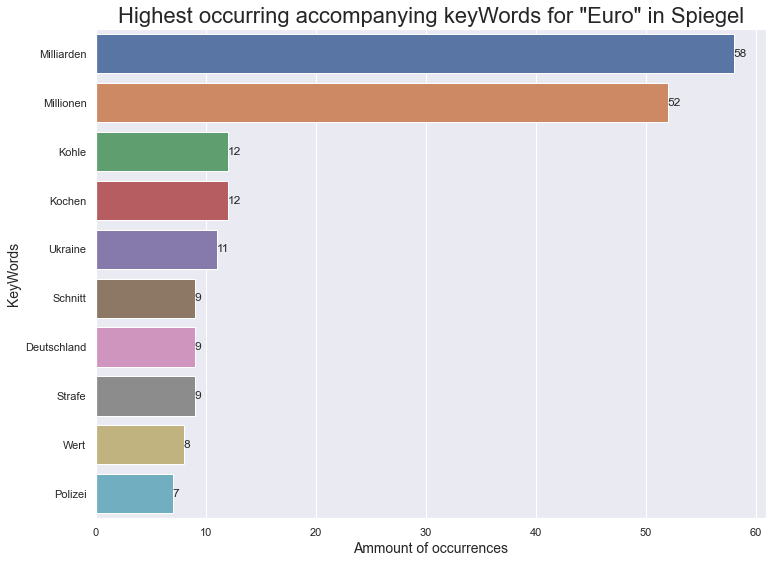 Highest occurring accompanying keyWords for "Euro" in Spiegel
KeyWords
Milliarden 58
Millionen 52
Kohle 12
Kochen 12
Ukraine 11
Schnitt 9
Deutschland 9
Strafe 9
Wert 8
Polizei 7
0 10 20 30 40 50 60
Ammount of occurrences